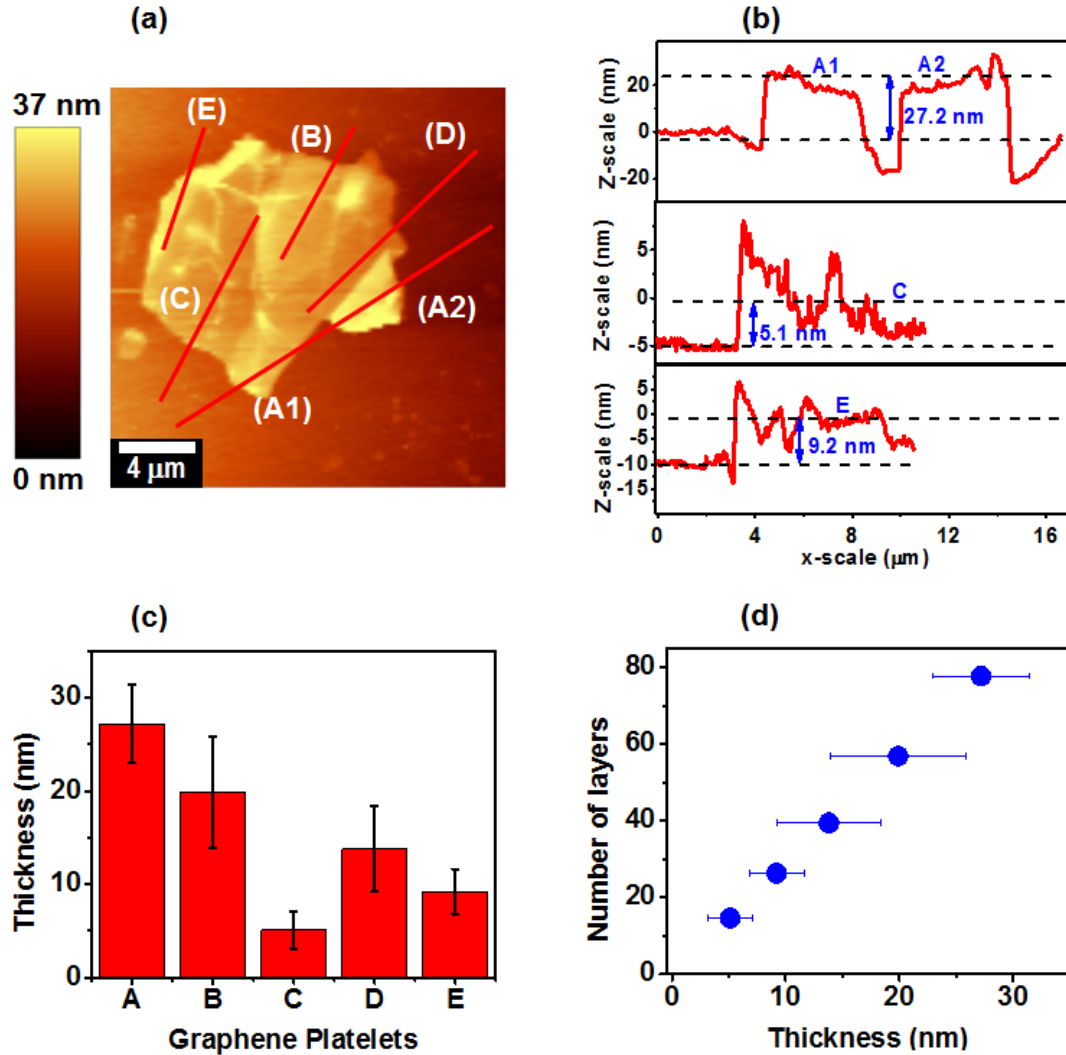 (a)
37 nm
0 nm
(E)
(B)
(D)
(C)
(A2)
(A1)
4 μm
(b)
Z-scale (nm)
20
0
-20
A1
A2
27.2 nm
Z-scale (nm)
5
0
-5
C
5.1 nm
Z-scale (nm)
5
0
-5
-10
-15
E
9.2 nm
0 4 8 12 16
x-scale (μm)
(c)
Thickness (nm)
30
20
10
0
A B C D E
Graphene Platelets
(d)
Number of layers
80
60
40
20
0
0 10 20 30
Thickness (nm)